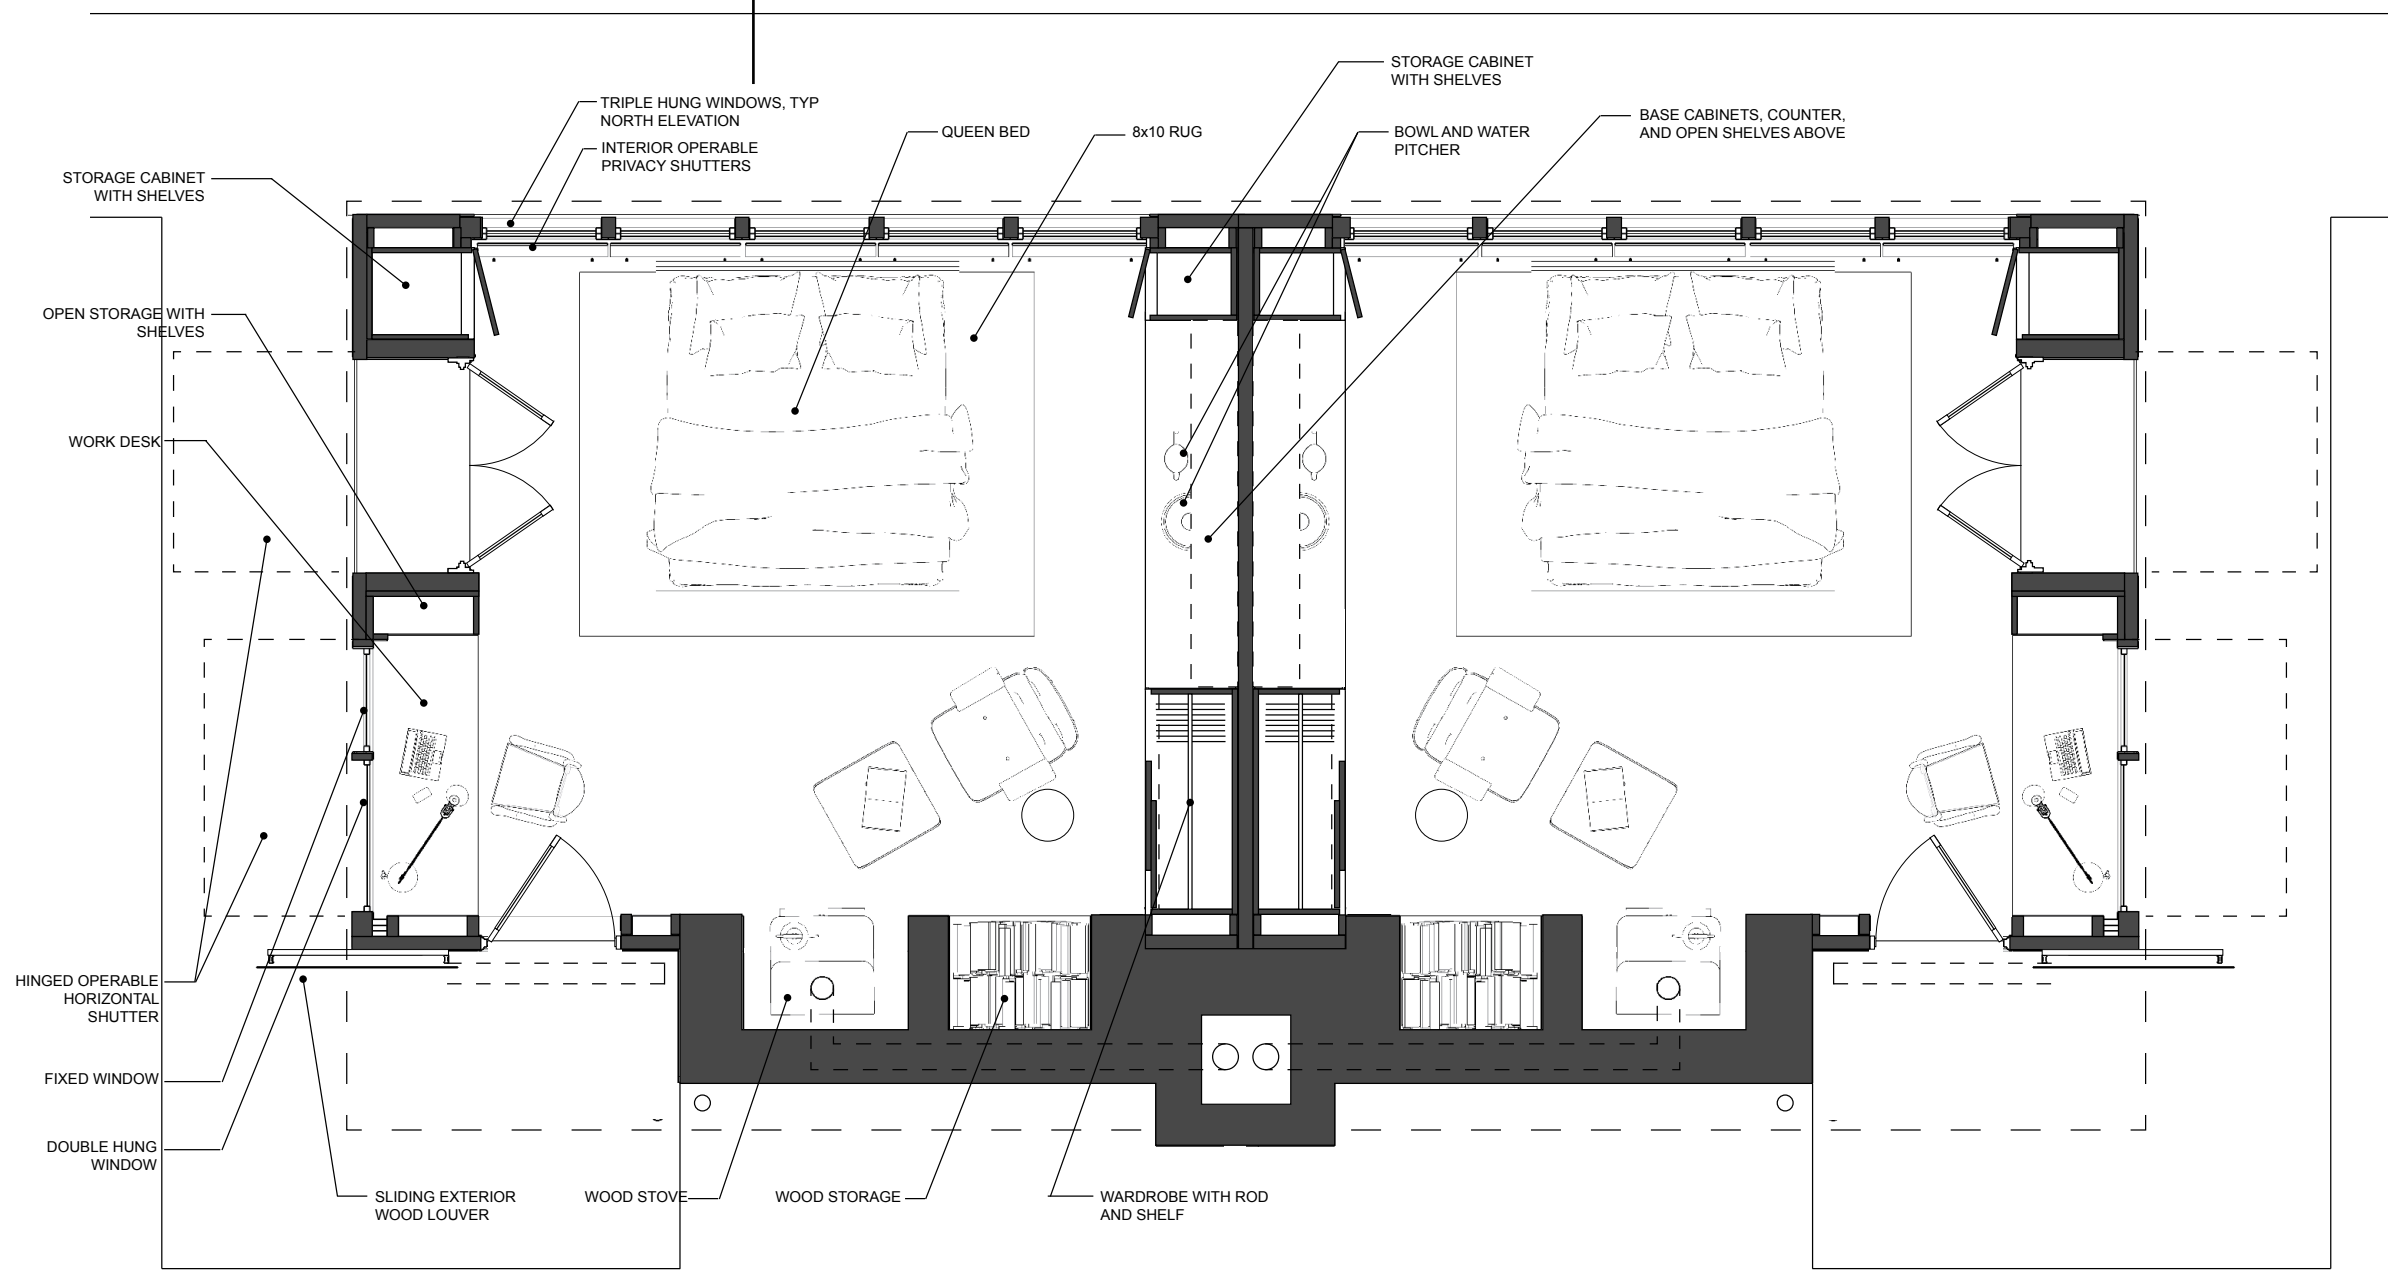 STORAGE CABINET
WITH SHELVES
TRIPLE HUNG WINDOWS, TYP
NORTH ELEVATION
BASE CABINETS, COUNTER,
AND OPEN SHELVES ABOVE
QUEEN BED
8x10 RUG
BOWL AND WATER
PITCHER
INTERIOR OPERABLE
PRIVACY SHUTTERS
STORAGE CABINET
WITH SHELVES
OPEN STORAGE WITH
SHELVES
WORK DESK
HINGED OPERABLE
HORIZONTAL
SHUTTER
FIXED WINDOW
DOUBLE HUNG
WINDOW
SLIDING EXTERIOR
WOOD LOUVER
WOOD STOVE
WOOD STORAGE
WARDROBE WITH ROD
AND SHELF